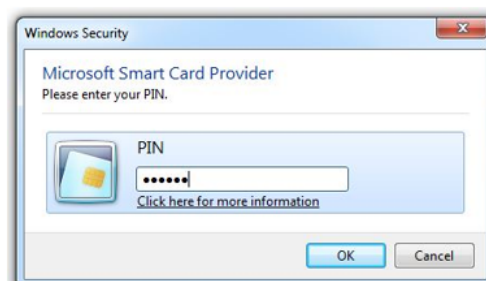 Windows Security
Microsoft Smart Card Provider
Please enter your PIN.
PIN
••••••
Click here for more information
OK
Cancel